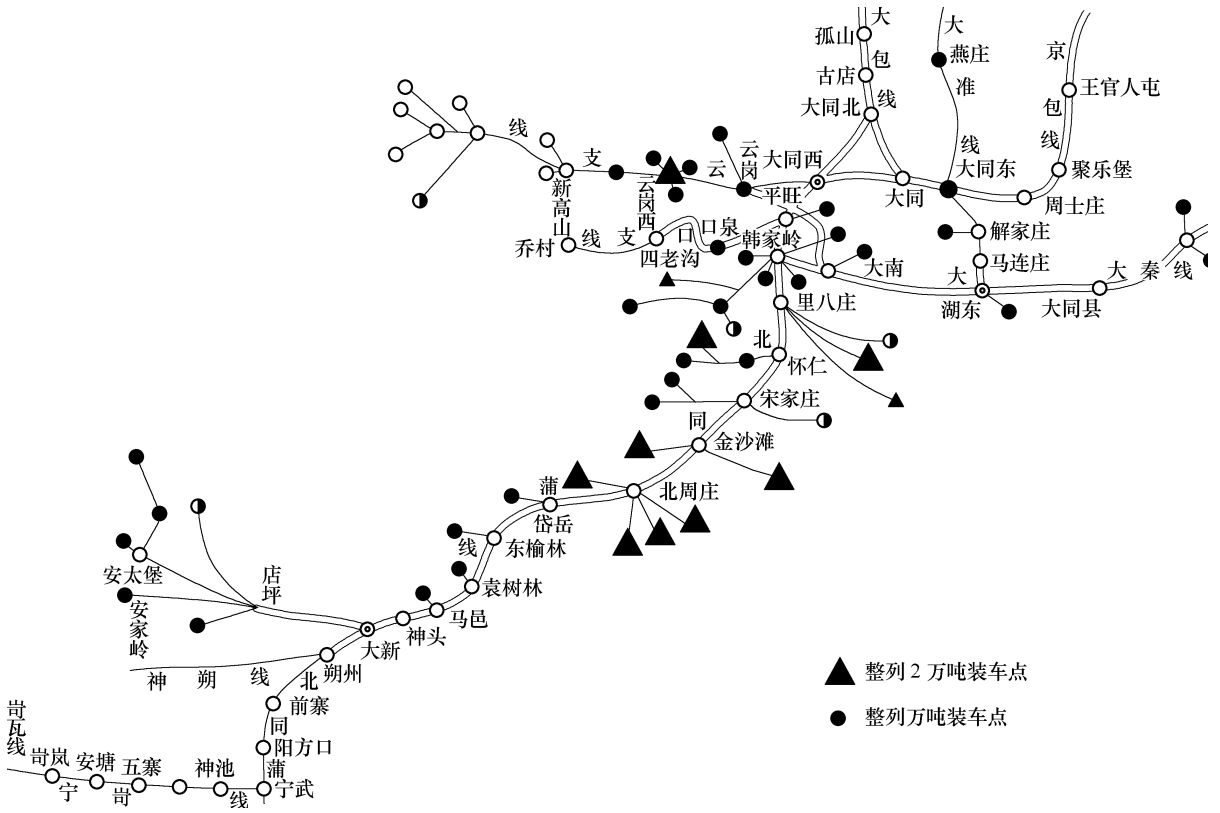 大包线
孤山
古店
大同北
大准线
燕庄
京包线
王官人屯
聚乐堡
周士庄
大同东
大同
大同西
云岗
云岗西
云支线
新高山
平旺
口泉
口支线
乔村
四老沟
韩家岭
大南
解家庄
马连庄
湖东
大
大同县
大秦线
里八庄
怀仁
宋家庄
金沙滩
北周庄
岱岳
东榆林
袁树林
马邑
神头
大新
朔州
北同蒲线
店坪
安太堡
安家岭
神朔线
前寨
北同蒲
阳方口
宁武
神池
五寨
安塘
岢岚
宁岢线
岢瓦线
整列2万吨装车点
整列万吨装车点